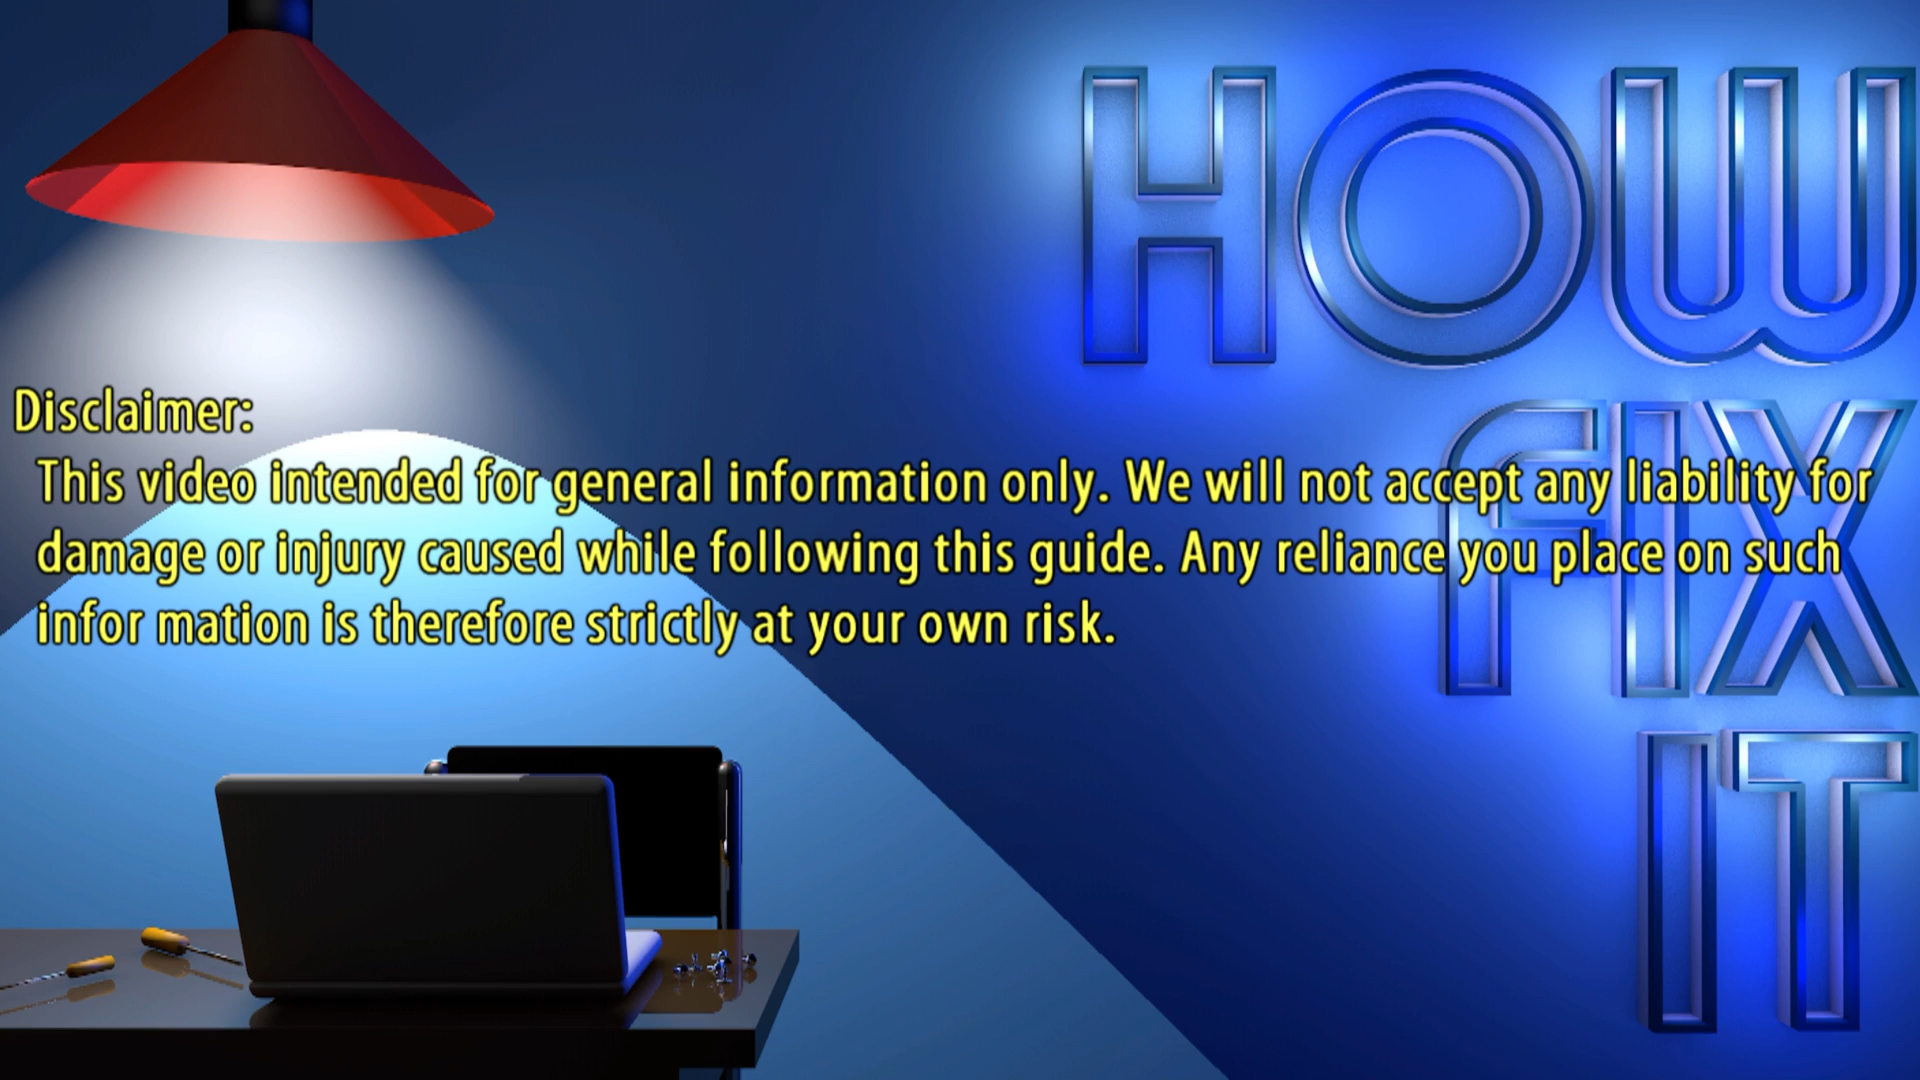 HOW
FIX
IT
Disclaimer:
This video intended for general information only. We will not accept any liability for
damage or injury caused while following this guide. Any reliance you place on such
infor mation is therefore strictly at your own risk.